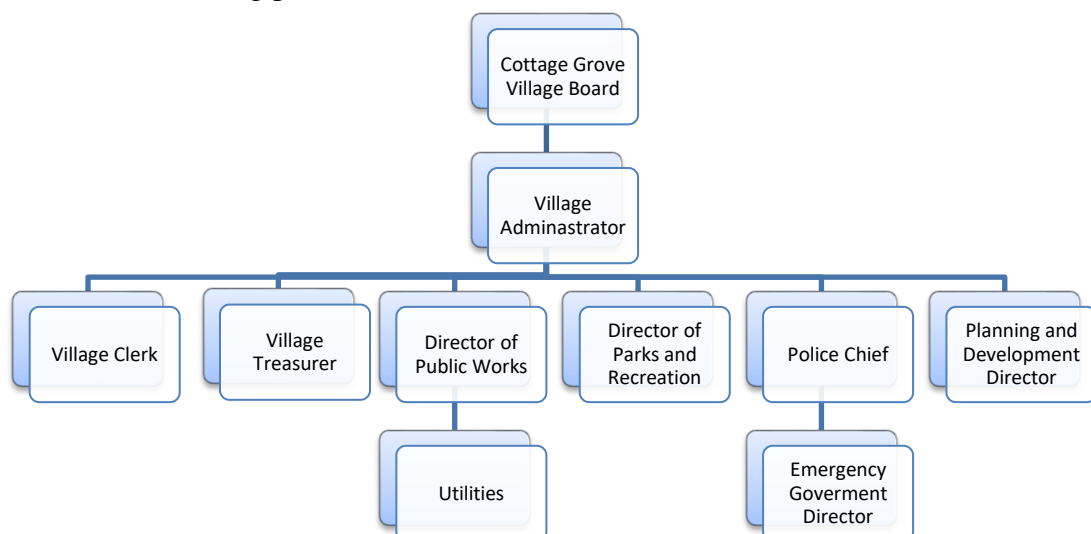 Cottage Grove
Village Board
Village
Adminastrator
Village Clerk
Village
Treasurer
Director of
Public Works
Director of
Parks and
Recreation
Police Chief
Planning and
Development
Director
Utilities
Emergency
Goverment
Director